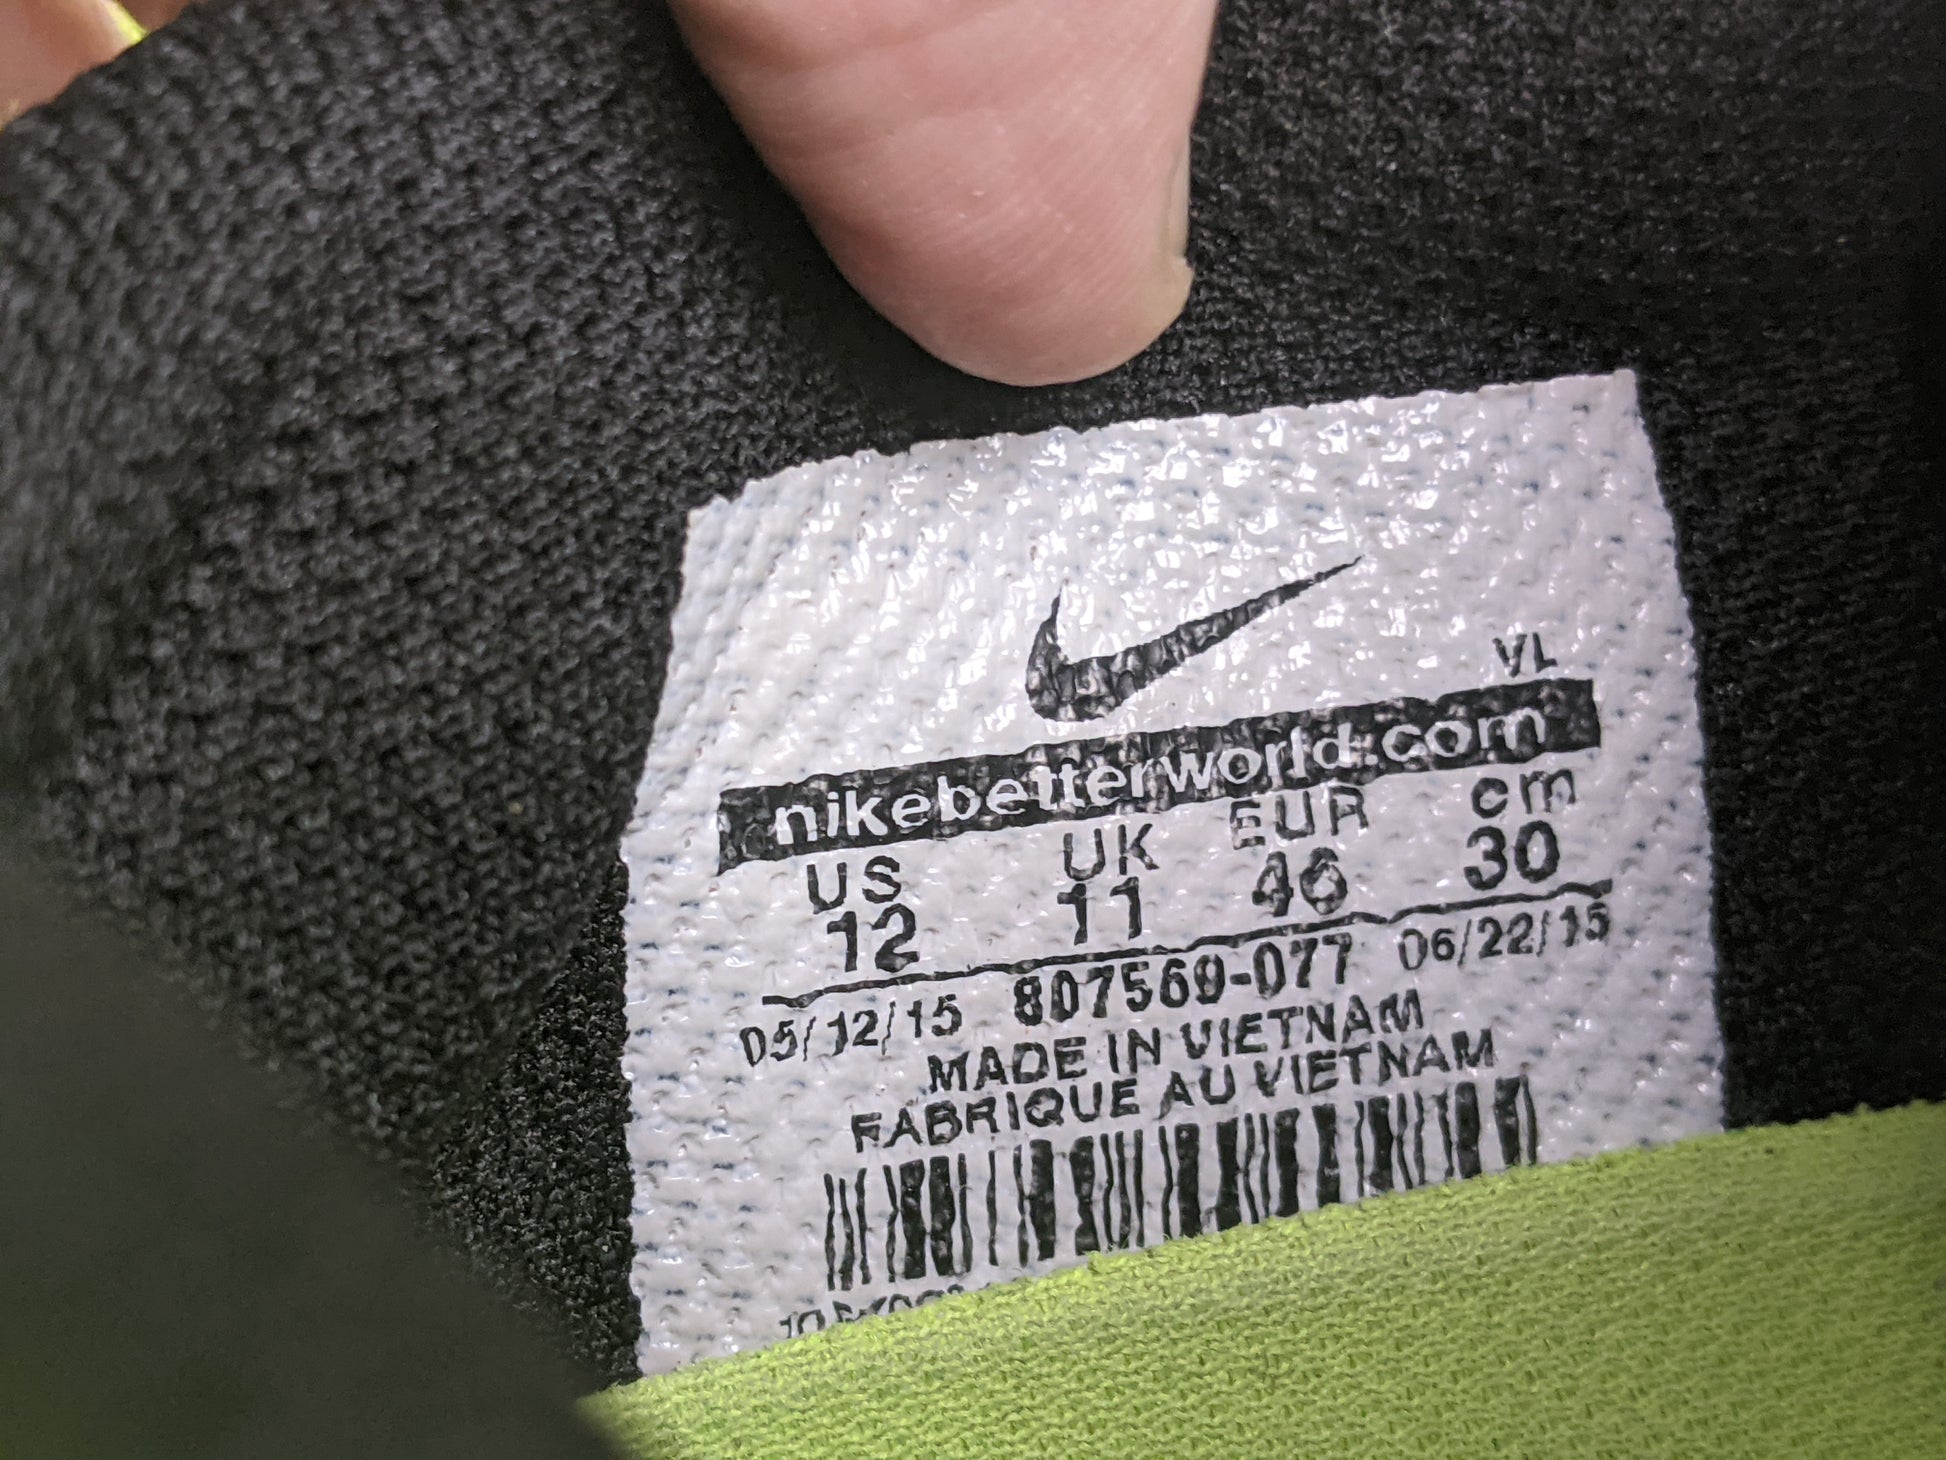 VL
nikebetterworld.com
US UK EUR cm
12 11 46 30
05/12/15 807569-077 06/22/15
MADE IN VIETNAM
FABRIQUE AU VIETNAM